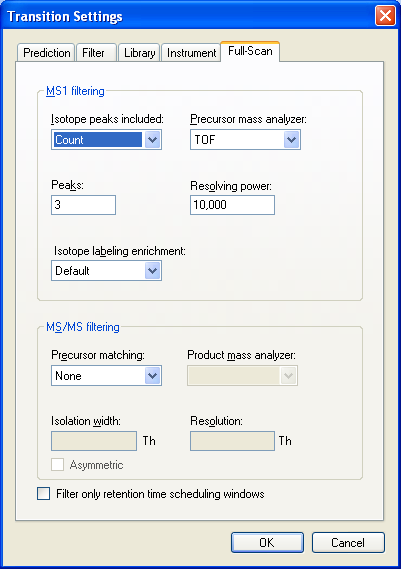 Transition Settings
Prediction Filter Library Instrument Full-Scan
MS1 filtering
Isotope peaks included: Precursor mass analyzer:
Count TOF
Peaks: Resolving power:
3 10,000
Isotope labeling enrichment:
Default
MS/MS filtering
Precursor matching: Product mass analyzer:
None
Isolation width: Resolution:
Th Th
Asymmetric
Filter only retention time scheduling windows
OK Cancel